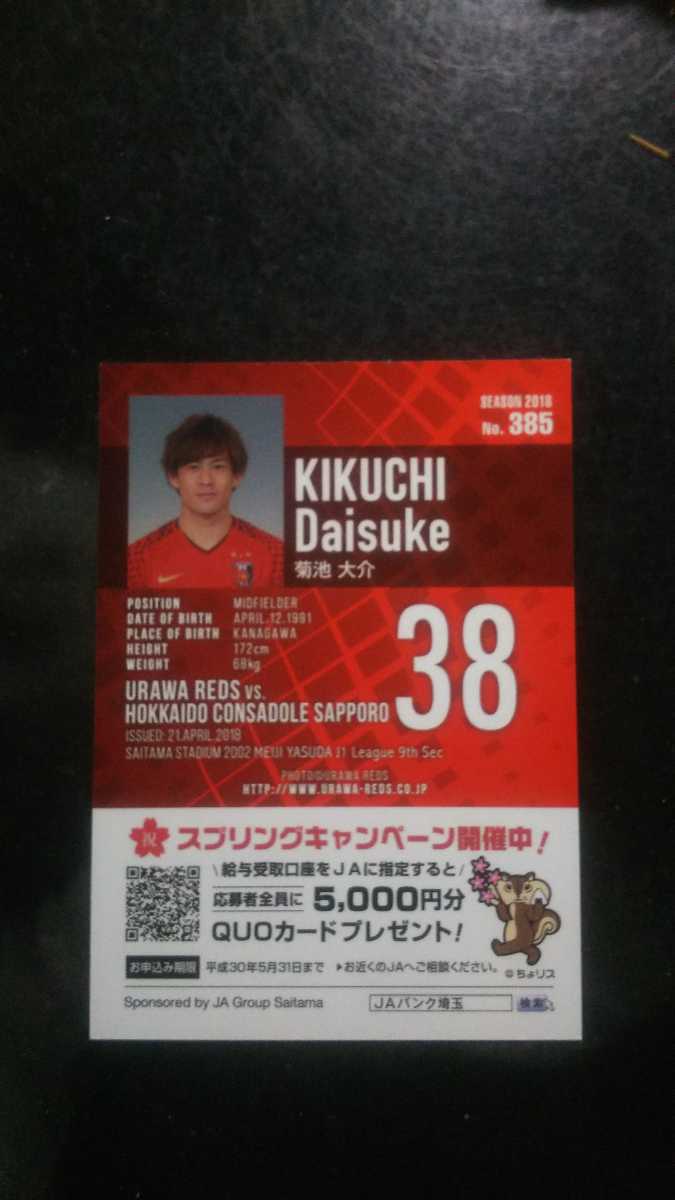 SEASON 2018
No. 385
KIKUCHI
Daisuke
菊池 大介
POSITION MIDFIELDER
DATE OF BIRTH APRIL.12.1991
PLACE OF BIRTH KANAGAWA
HEIGHT 172cm
WEIGHT 68kg
38
URAWA REDS vs.
HOKKAIDO CONSADOLE SAPPORO
ISSUED: 21.APRIL.2018
SAITAMA STADIUM 2002 MEIJI YASUDA J1 League 9th Sec
PHOTO©URAWA REDS
HTTP://WWW.URAWA-REDS.CO.JP
祝 スプリングキャンペーン開催中!
\給与受取口座をJAに指定すると/
応募者全員に 5,000円分
QUOカードプレゼント!
お申込み期限 平成30年5月31日まで ▶お近くのJAへご相談ください。
©ちょリス
Sponsored by JA Group Saitama
JAバンク埼玉 検索